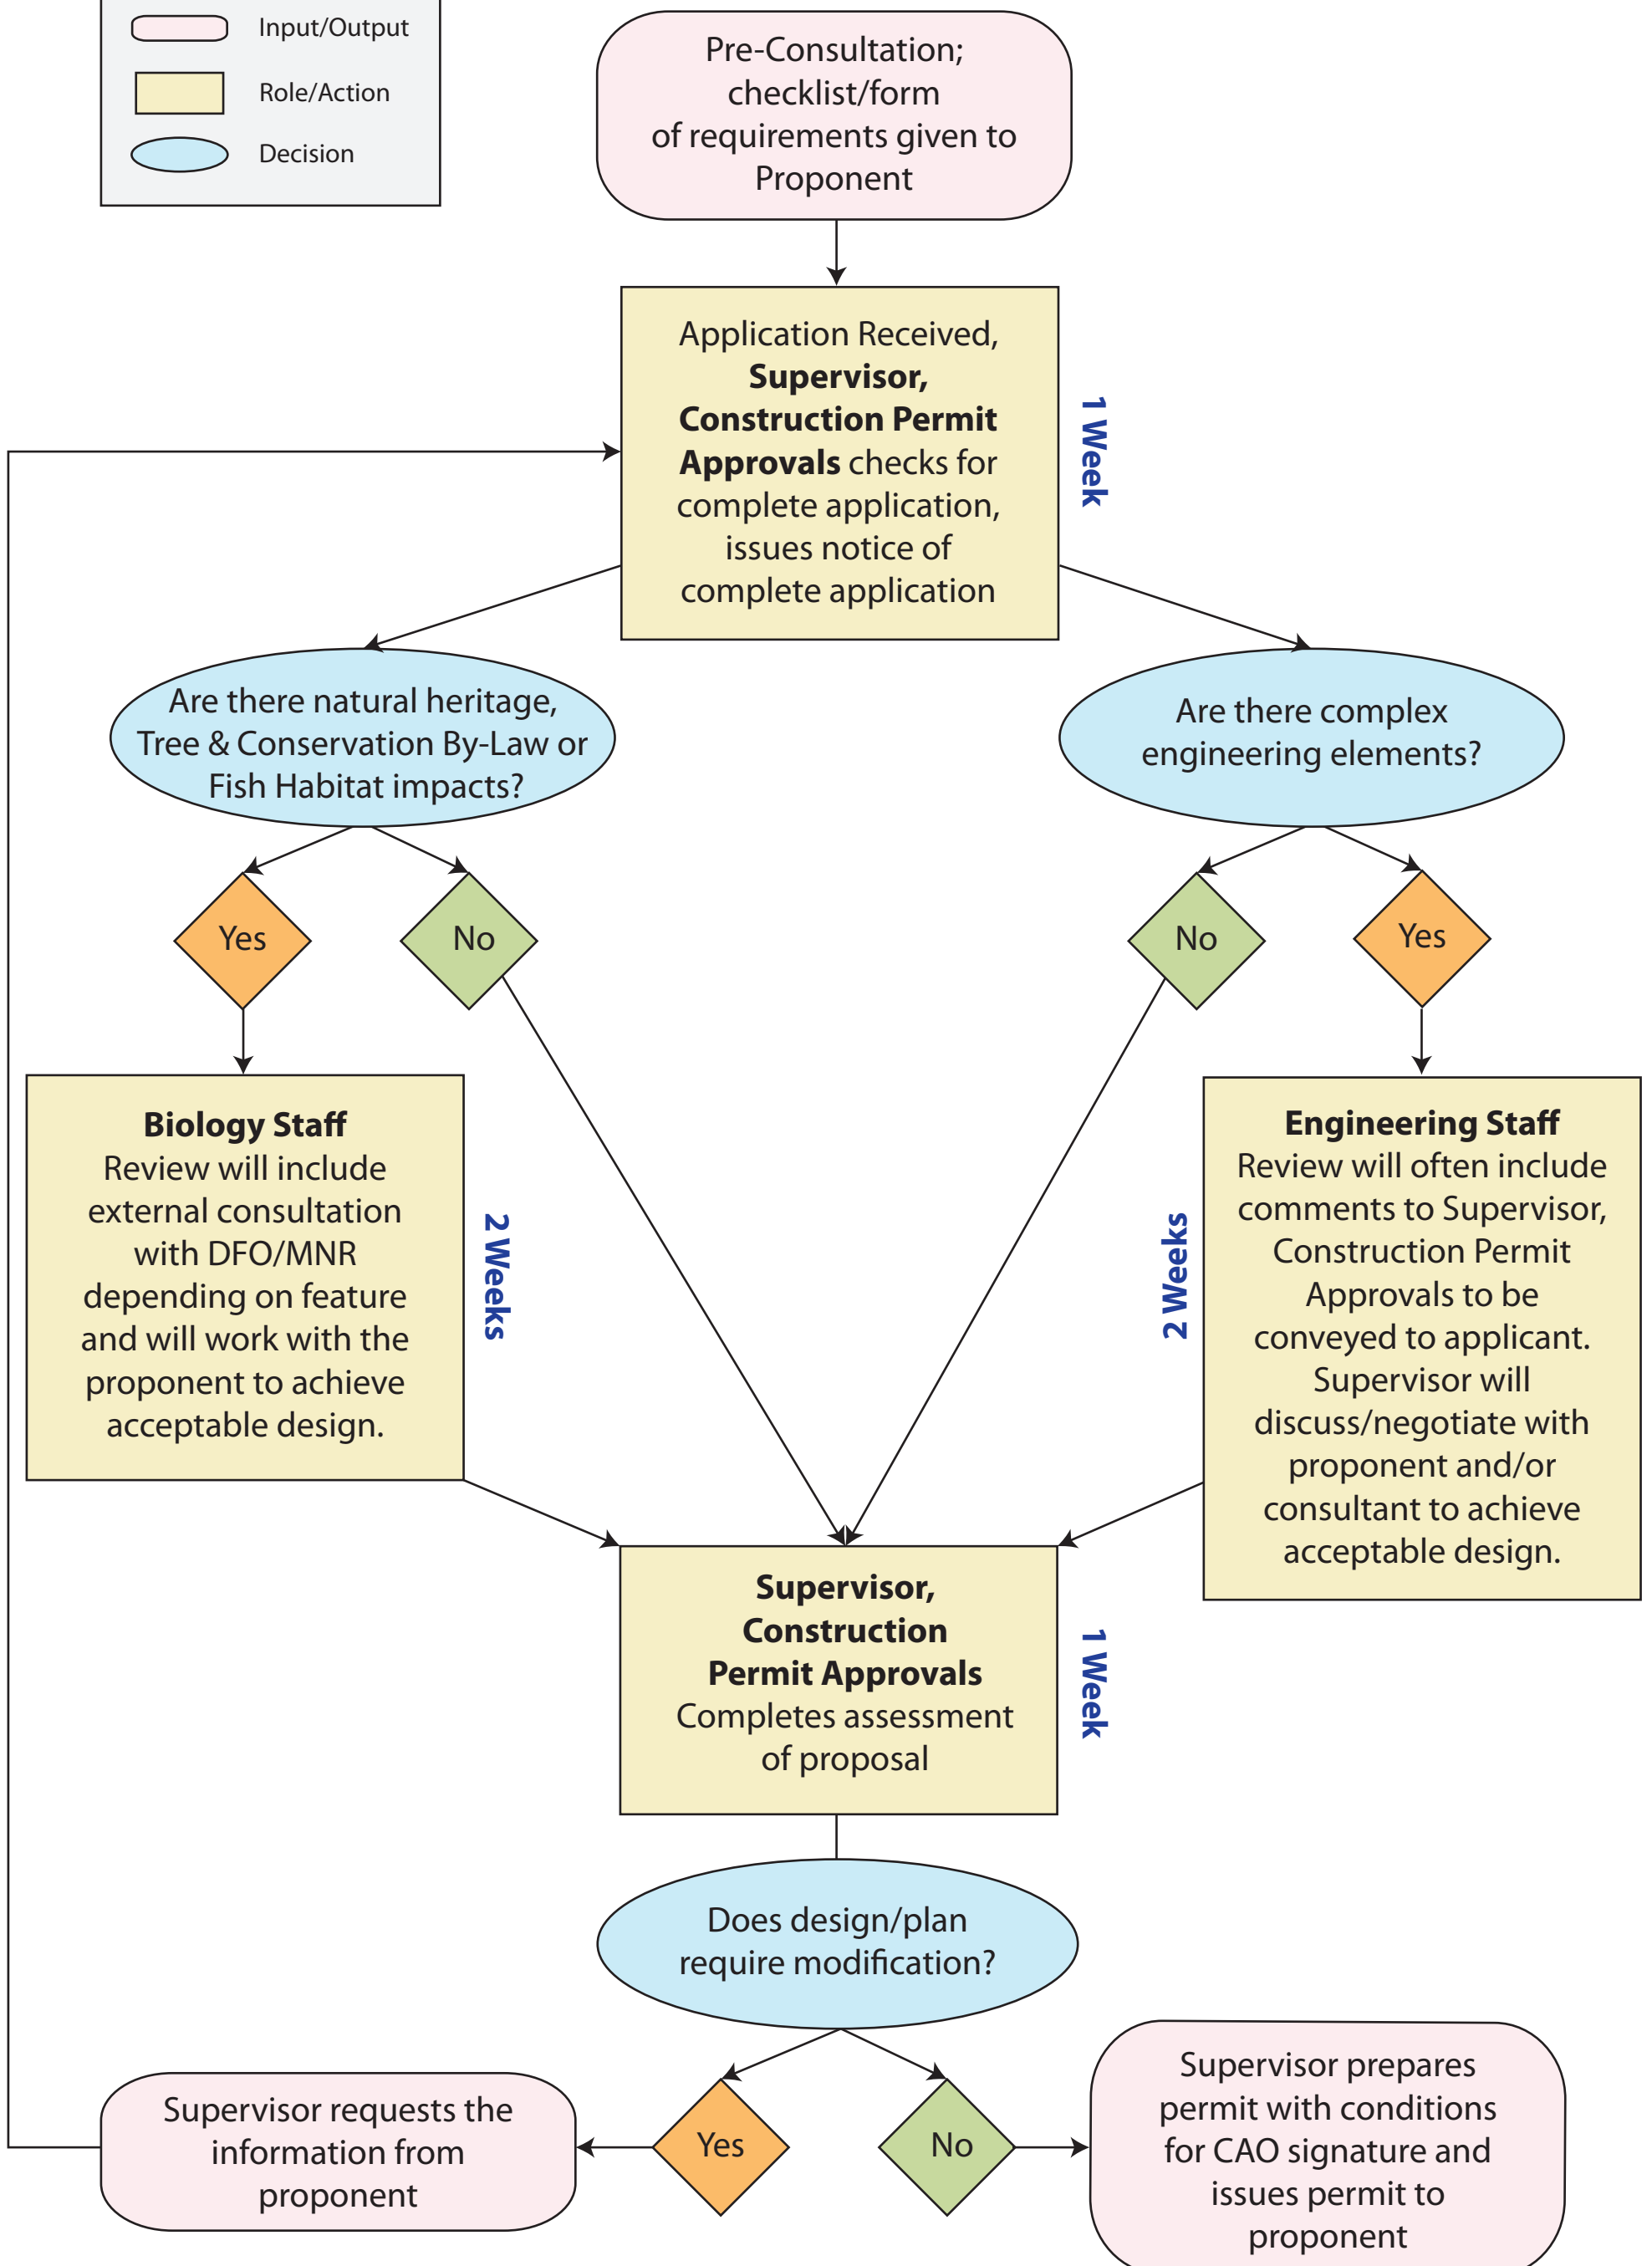 Input/Output
Role/Action
Decision
Pre-Consultation;
checklist/form
of requirements given to
Proponent
Application Received,
Supervisor,
Construction Permit
Approvals checks for
complete application,
issues notice of
complete application
1 Week
Are there natural heritage,
Tree & Conservation By-Law or
Fish Habitat impacts?
Are there complex
engineering elements?
Yes
No
No
Yes
Biology Staff
Review will include
external consultation
with DFO/MNR
depending on feature
and will work with the
proponent to achieve
acceptable design.
2 Weeks
2 Weeks
Engineering Staff
Review will often include
comments to Supervisor,
Construction Permit
Approvals to be
conveyed to applicant.
Supervisor will
discuss/negotiate with
proponent and/or
consultant to achieve
acceptable design.
Supervisor,
Construction
Permit Approvals
Completes assessment
of proposal
1 Week
Does design/plan
require modification?
Supervisor requests the
information from
proponent
Yes
No
Supervisor prepares
permit with conditions
for CAO signature and
issues permit to
proponent